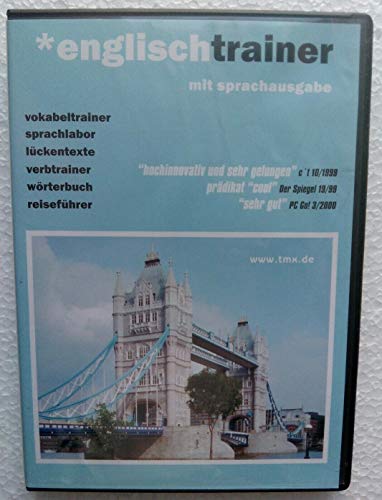 *englischtrainer
mit sprachausgabe
vokabeltrainer
sprachlabor
lückentexte
verbtrainer
wörterbuch
reiseführer
"hochinnovativ und sehr gelungen" c´t 10/1999
prädikat "cool" Der Spiegel 19/99
"sehr gut" PC Go! 3/2000
www.tmx.de